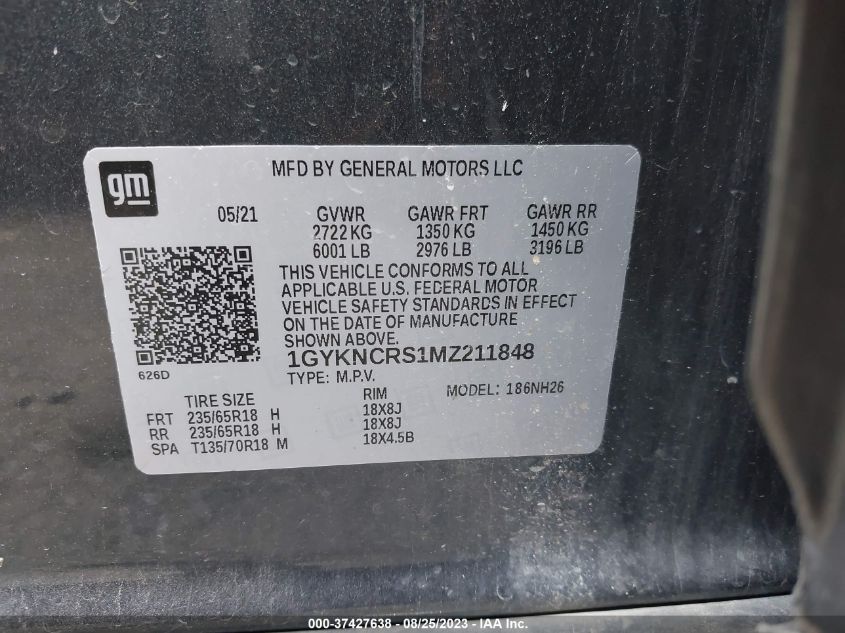 gm
MFD BY GENERAL MOTORS LLC
05/21 GVWR GAWR FRT GAWR RR
2722 KG 1350 KG 1450 KG
6001 LB 2976 LB 3196 LB
THIS VEHICLE CONFORMS TO ALL
APPLICABLE U.S. FEDERAL MOTOR
VEHICLE SAFETY STANDARDS IN EFFECT
ON THE DATE OF MANUFACTURE
SHOWN ABOVE.
1GYKNCRS1MZ211848
626D
TYPE: M.P.V. MODEL: 186NH26
TIRE SIZE RIM
FRT 235/65R18 H 18X8J
RR 235/65R18 H 18X8J
SPA T135/70R18 M 18X4.5B
000-37427638 - 08/25/2023 - IAA Inc.